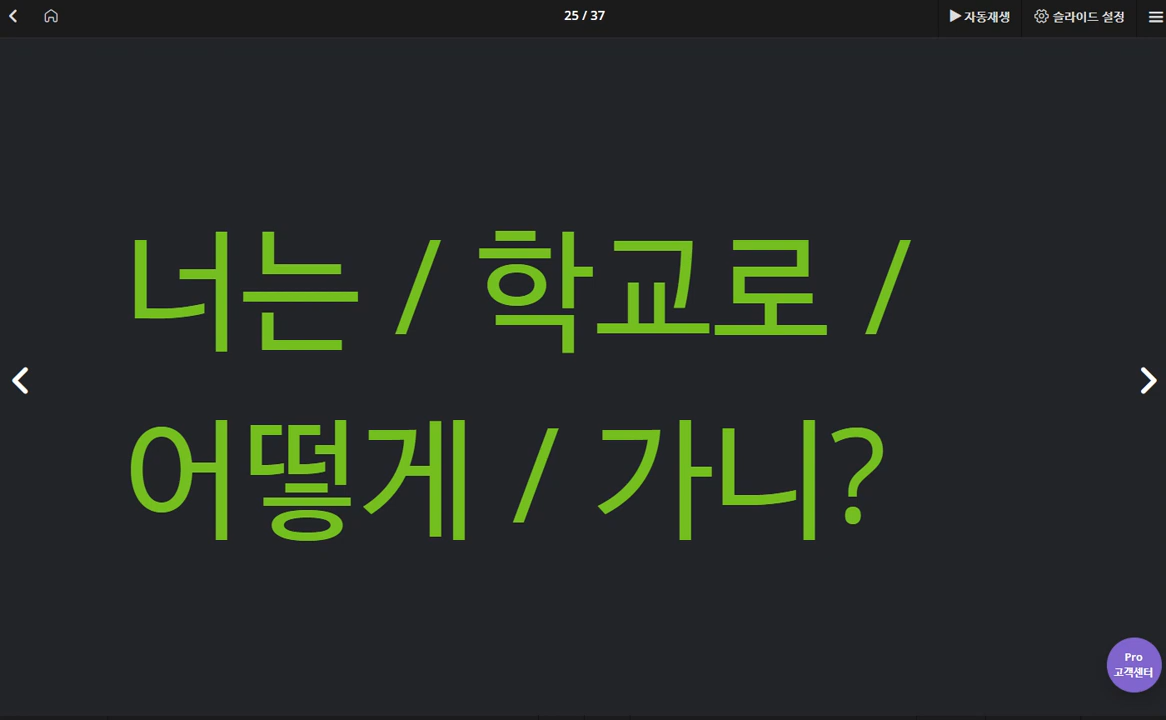 25 / 37
자동재생
슬라이드 설정
너는 / 학교로 /
어떻게 / 가니?
Pro
고객센터